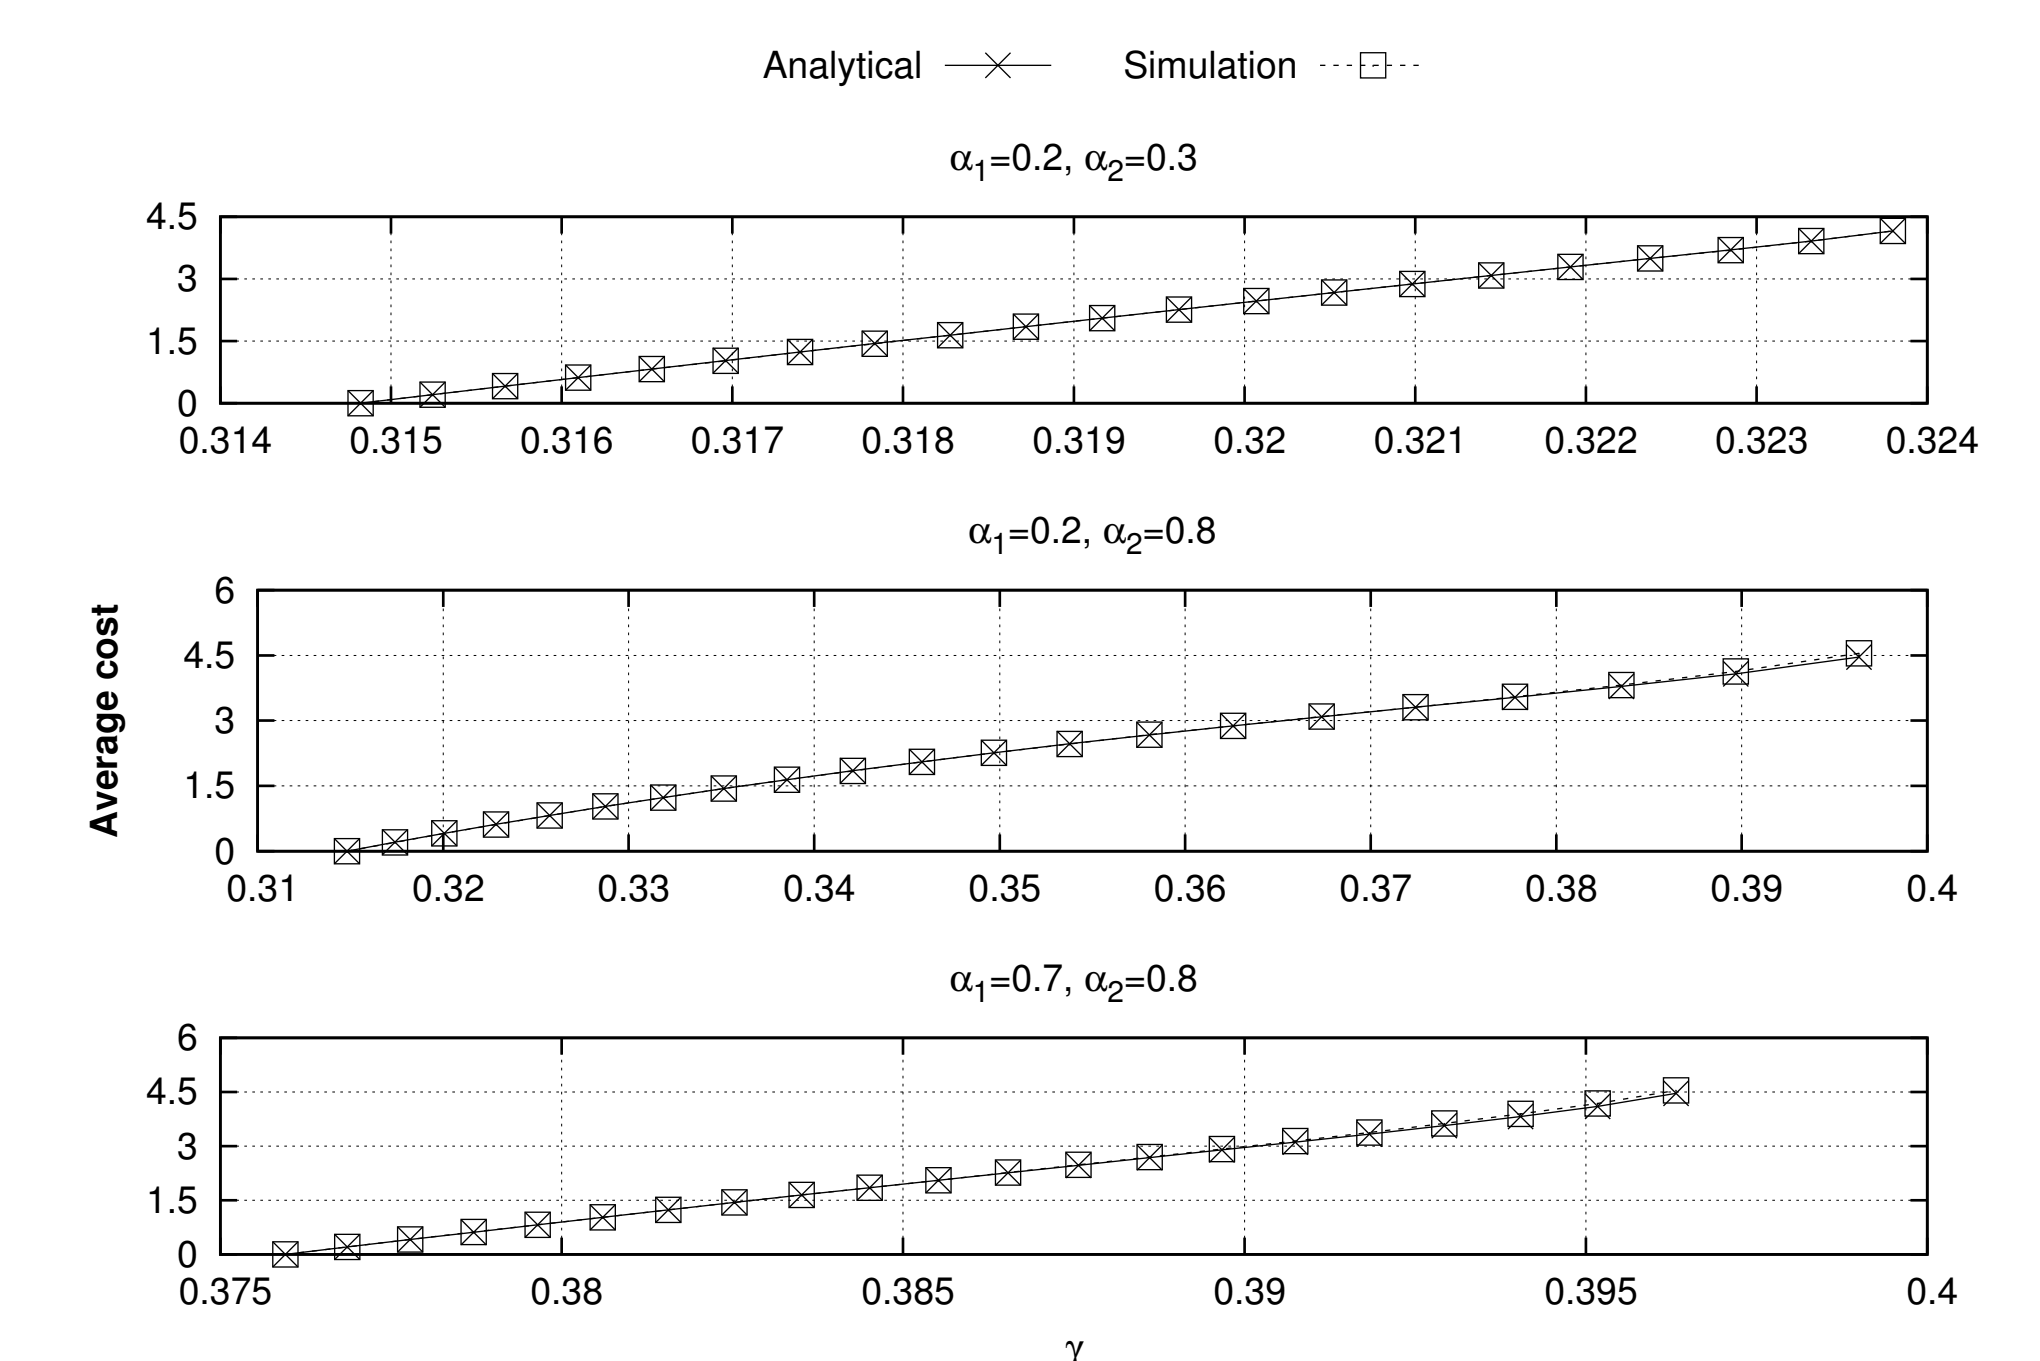 Analytical Simulation
α1=0.2, α2=0.3
4.5
3
1.5
0
0.314 0.315 0.316 0.317 0.318 0.319 0.32 0.321 0.322 0.323 0.324
α1=0.2, α2=0.8
Average cost
6
4.5
3
1.5
0
0.31 0.32 0.33 0.34 0.35 0.36 0.37 0.38 0.39 0.4
α1=0.7, α2=0.8
6
4.5
3
1.5
0
0.375 0.38 0.385 0.39 0.395 0.4
γ